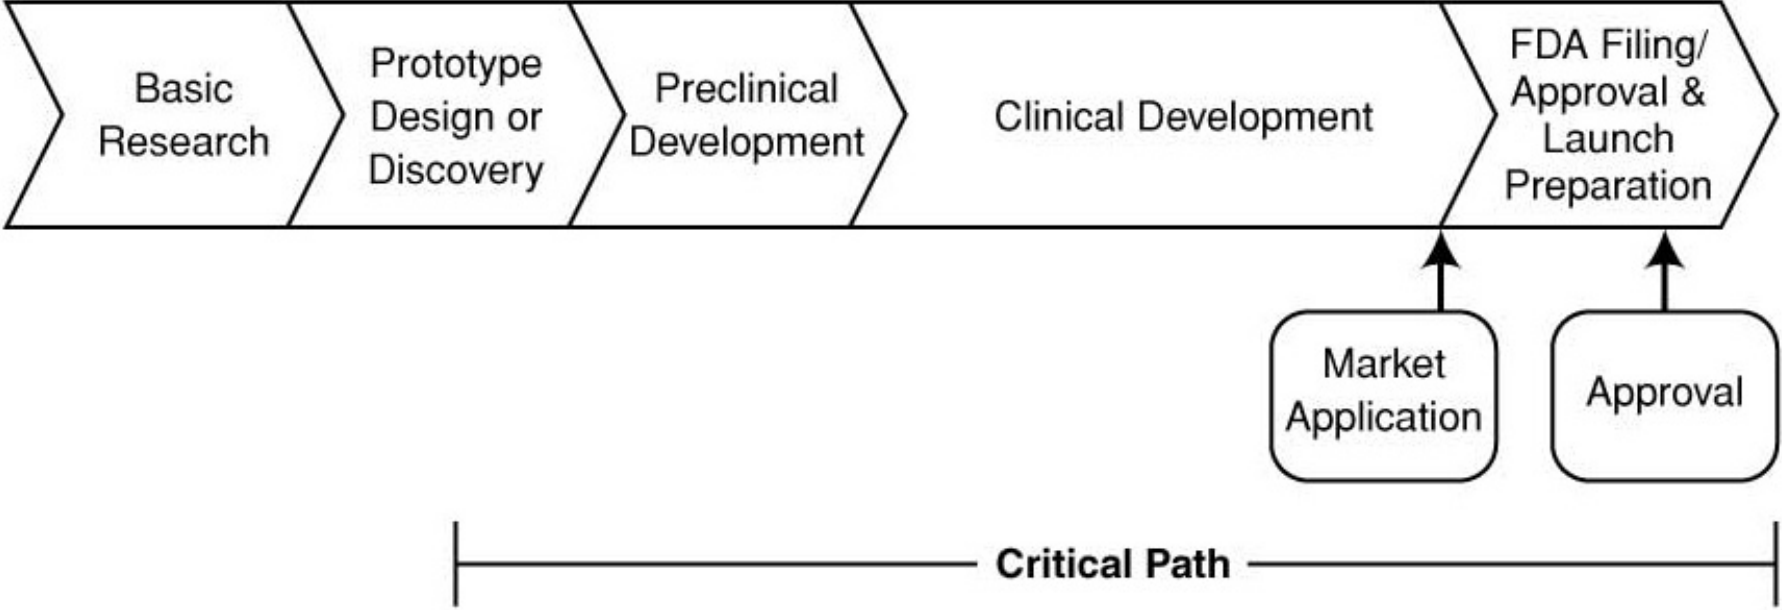 Basic
Research
Prototype
Design or
Discovery
Preclinical
Development
Clinical Development
FDA Filing/
Approval &
Launch
Preparation
Market
Application
Approval
Critical Path